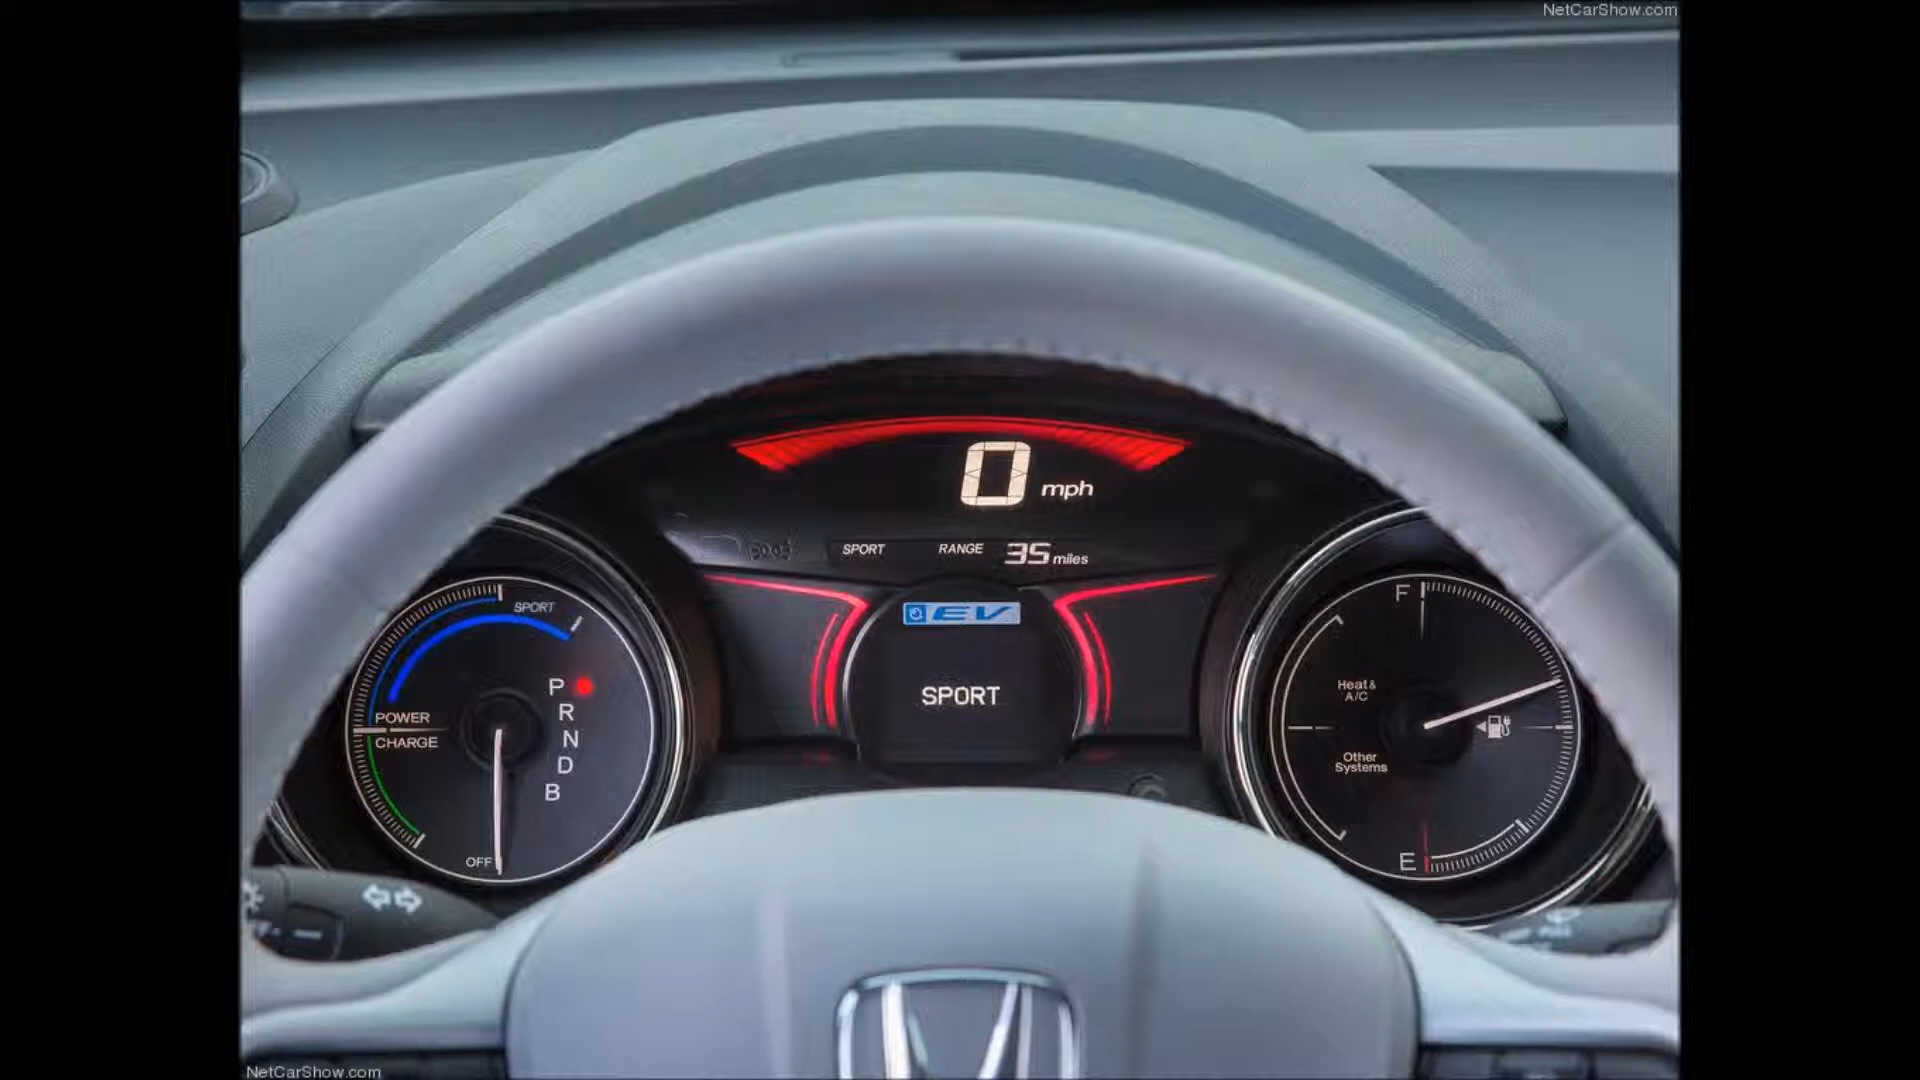 NetCarShow.com
0 mph
SPORT RANGE 35 miles
EV
SPORT
SPORT
POWER
CHARGE
P
R
N
D
B
OFF
F
Heat &
A/C
Other
Systems
E
NetCarShow.com